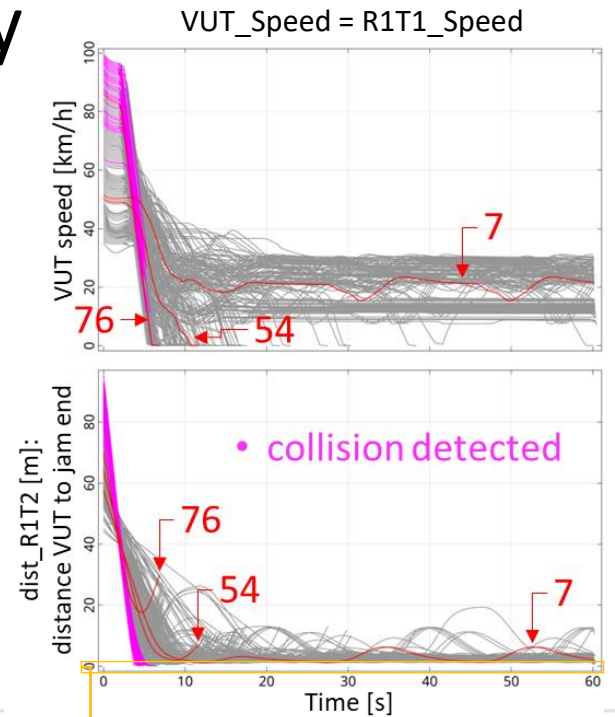 y
VUT_Speed = R1T1_Speed
VUT speed [km/h]
100
80
60
40
20
0
7
76
54
dist_R1T2 [m]:
distance VUT to jam end
80
60
40
20
0
• collision detected
76
54
7
0 10 20 30 40 50 60
Time [s]